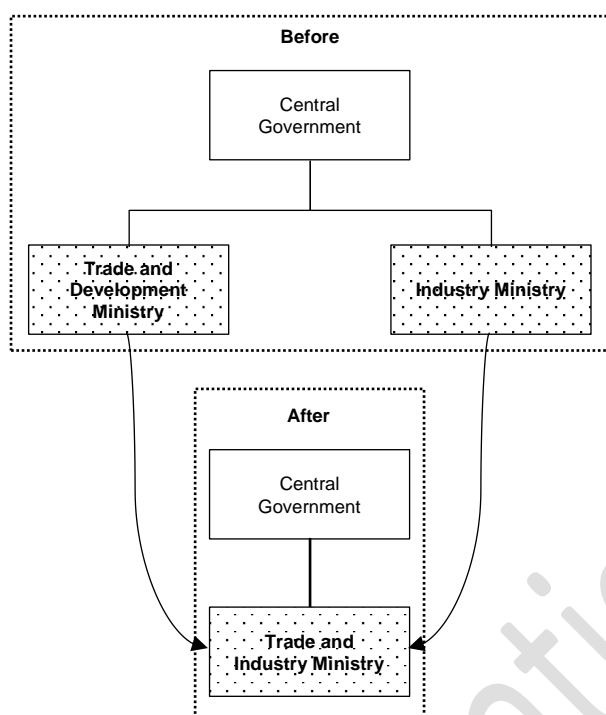 Before
Central
Government
Trade and
Development
Ministry
Industry Ministry
After
Central
Government
Trade and
Industry Ministry